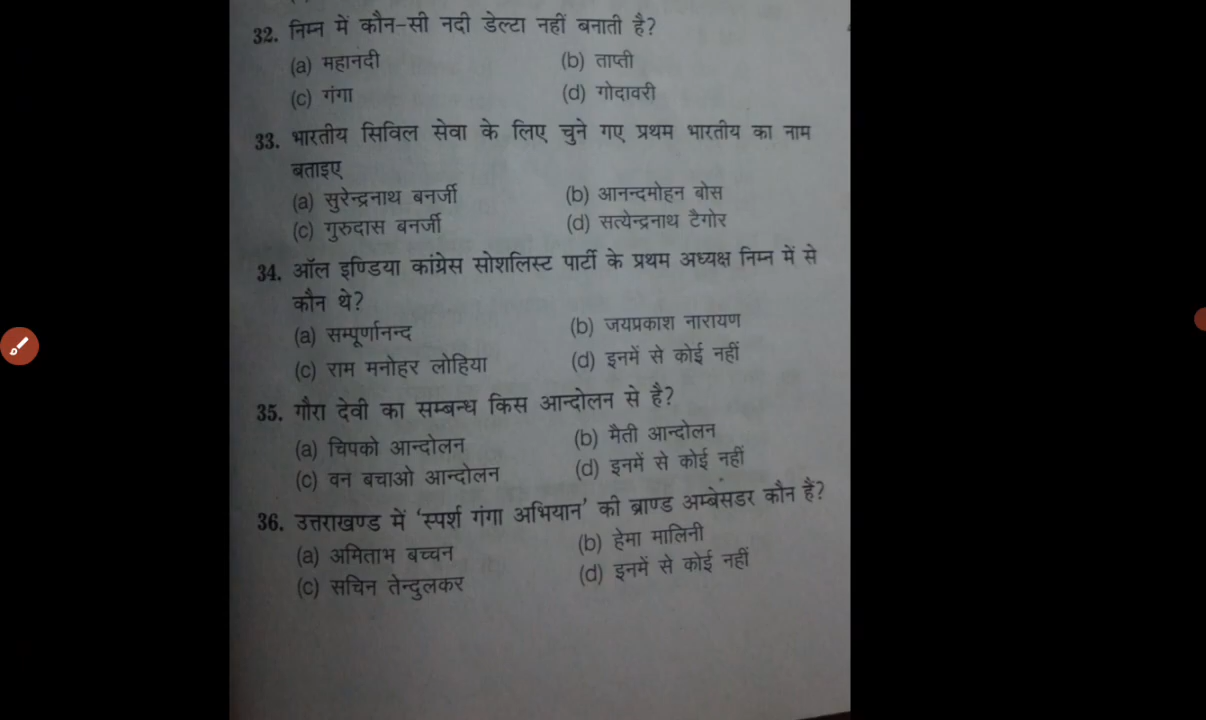 32. निम्न में कौन-सी नदी डेल्टा नहीं बनाती है?
(a) महानदी (b) ताप्ती
(c) गंगा (d) गोदावरी
33. भारतीय सिविल सेवा के लिए चुने गए प्रथम भारतीय का नाम
बताइए
(a) सुरेन्द्रनाथ बनर्जी (b) आनन्दमोहन बोस
(c) गुरुदास बनर्जी (d) सत्येन्द्रनाथ टैगोर
34. ऑल इण्डिया कांग्रेस सोशलिस्ट पार्टी के प्रथम अध्यक्ष निम्न में से
कौन थे?
(a) सम्पूर्णानन्द (b) जयप्रकाश नारायण
(c) राम मनोहर लोहिया (d) इनमें से कोई नहीं
35. गौरा देवी का सम्बन्ध किस आन्दोलन से है?
(a) चिपको आन्दोलन (b) मैती आन्दोलन
(c) वन बचाओ आन्दोलन (d) इनमें से कोई नहीं
36. उत्तराखण्ड में ‘स्पर्श गंगा अभियान’ की ब्राण्ड अम्बेसडर कौन हैं?
(a) अमिताभ बच्चन (b) हेमा मालिनी
(c) सचिन तेन्दुलकर (d) इनमें से कोई नहीं